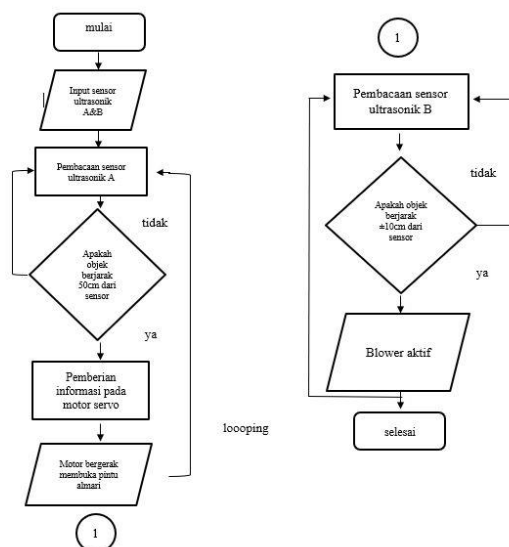 mulai
Input sensor
ultrasonik
A&B
Pembacaan sensor
ultrasonik A
tidak
Apakah
objek
berjarak
50cm dari
sensor
ya
Pemberian
informasi pada
motor servo
loooping
Motor bergerak
membuka pintu
almari
1
1
Pembacaan sensor
ultrasonik B
tidak
Apakah objek
berjarak
±10cm dari
sensor
ya
Blower aktif
selesai